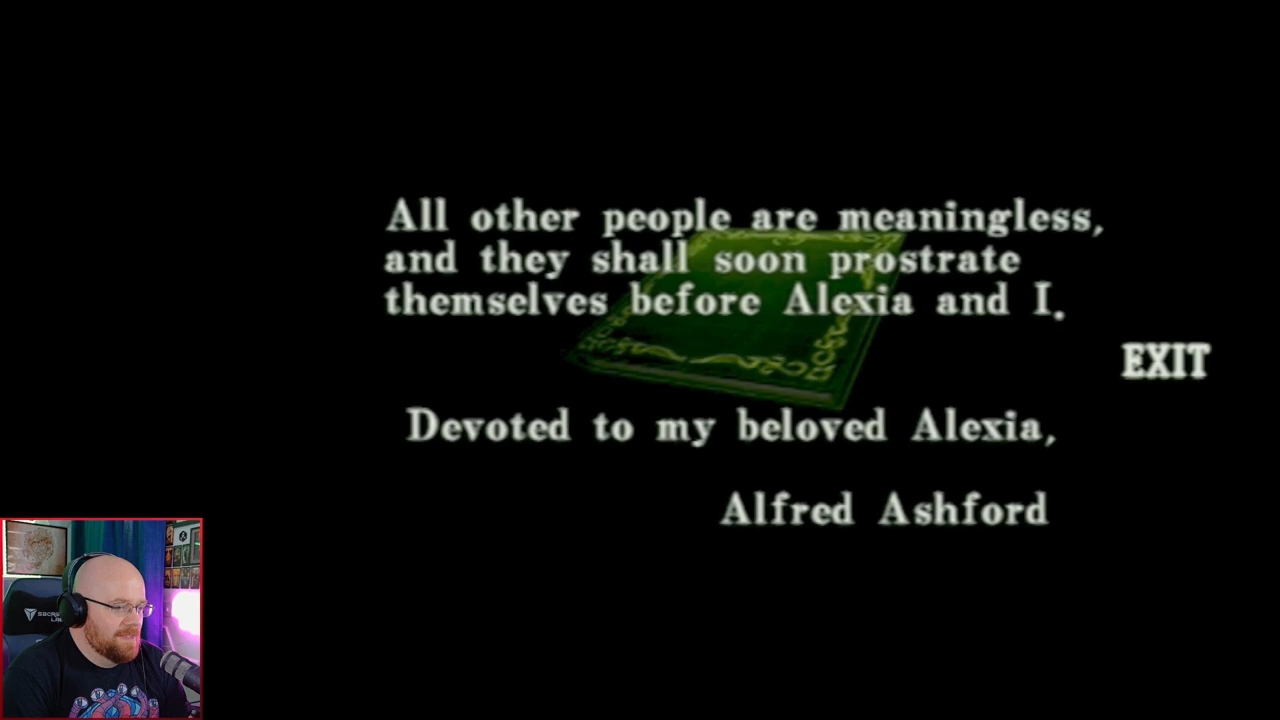 All other people are meaningless,
and they shall soon prostrate
themselves before Alexia and I.
EXIT
Devoted to my beloved Alexia,
Alfred Ashford